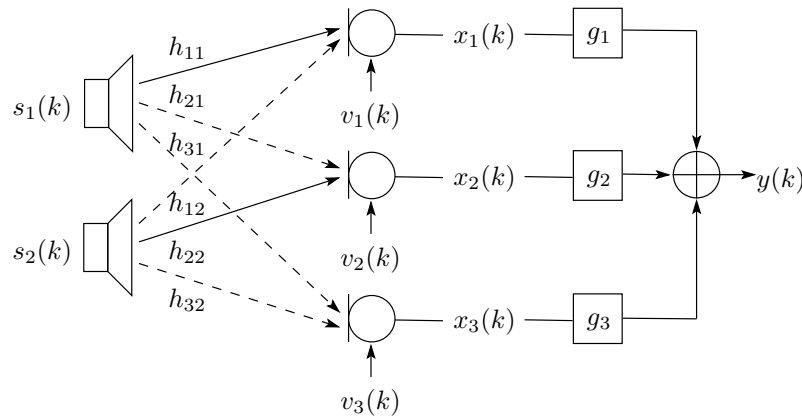 h₁₁
x₁(k)
g₁
s₁(k)
h₂₁
v₁(k)
h₃₁
x₂(k)
g₂
y(k)
h₁₂
s₂(k)
h₂₂
v₂(k)
h₃₂
x₃(k)
g₃
v₃(k)